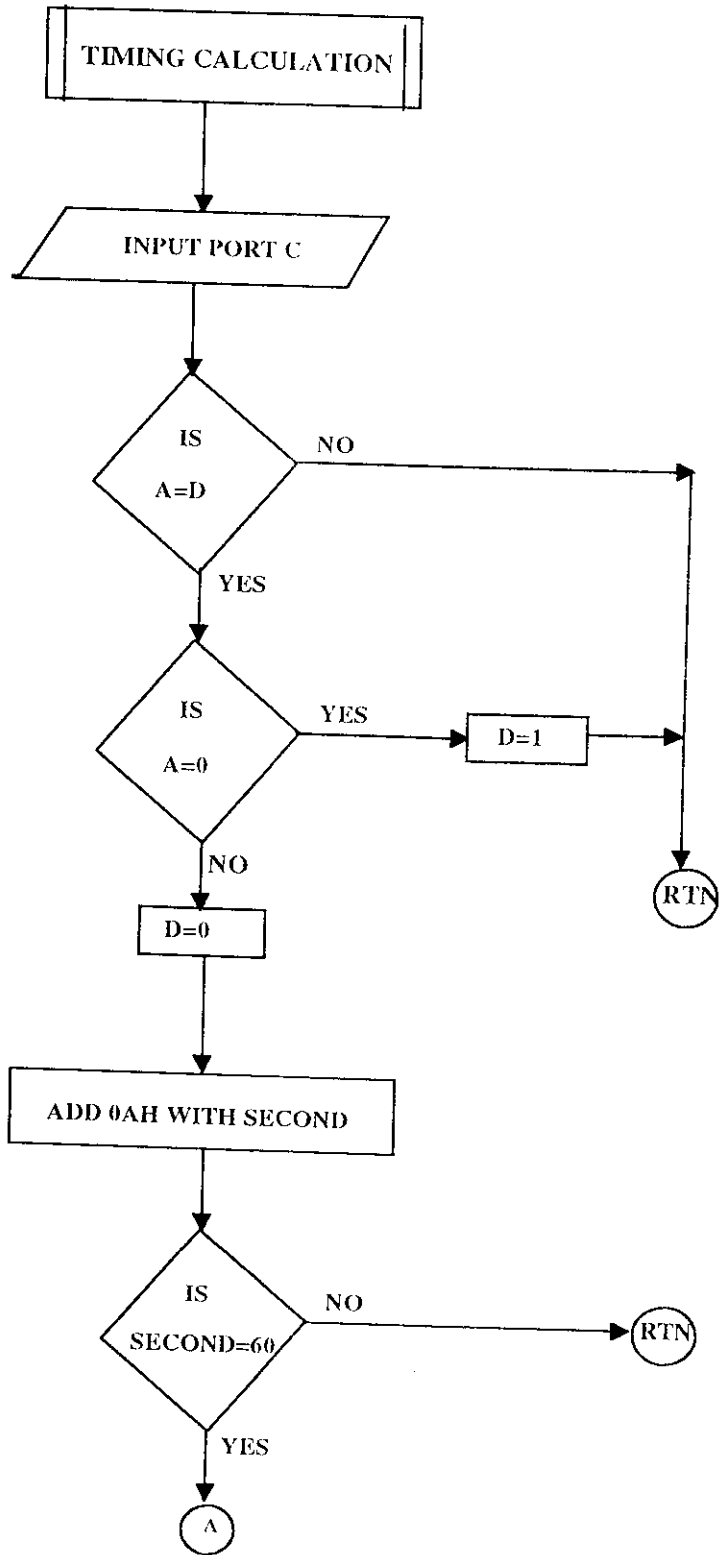 TIMING CALCULATION
INPUT PORT C
IS
A=D
NO
YES
IS
A=0
YES
D=1
NO
RTN
D=0
ADD 0AH WITH SECOND
IS
SECOND=60
NO
RTN
YES
A